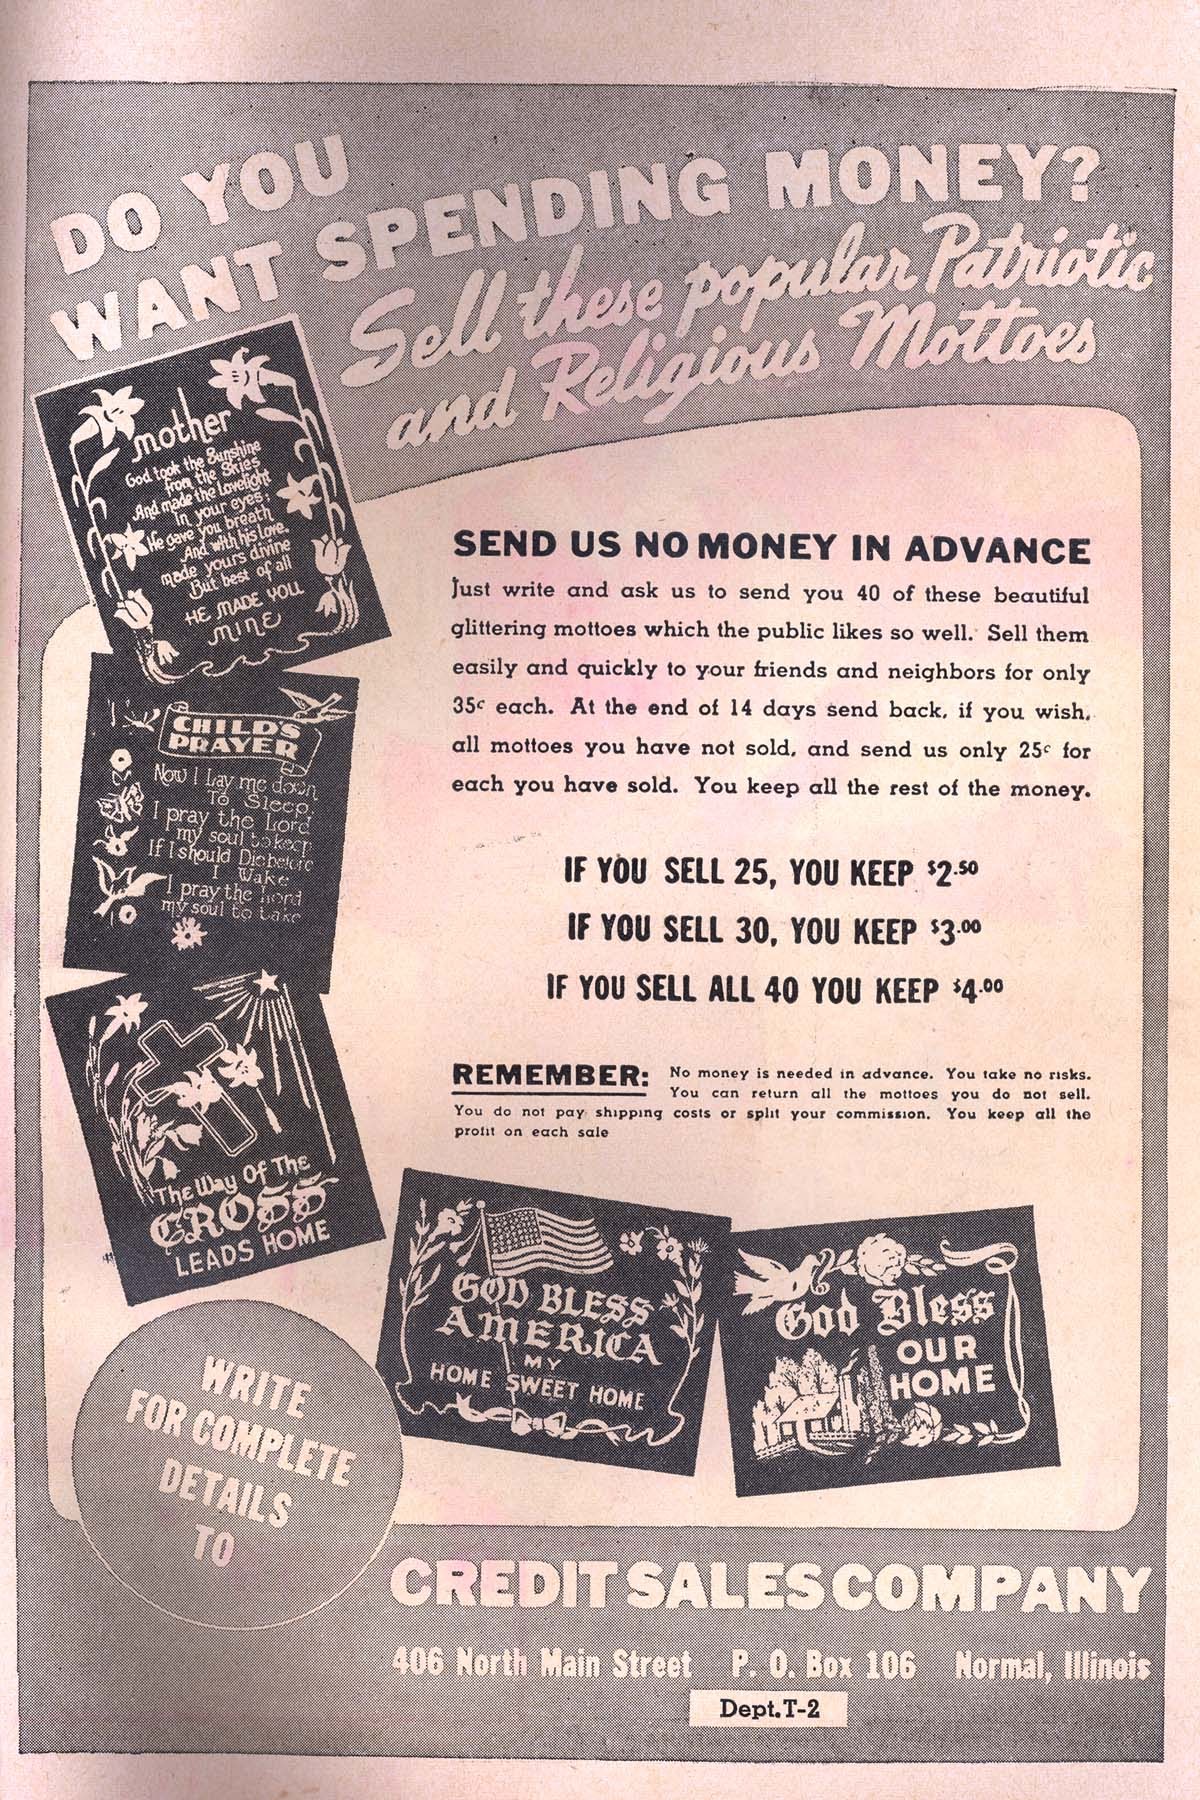 DO YOU
WANT SPENDING MONEY?
Sell these popular Patriotic
and Religious Mottoes
mother
God took the Sunshine
from the Skies
And made the Lovelight
In your eyes;
He gave you breath
And with his love
made yours divine
But best of all
HE MADE YOU
MINE
CHILD'S
PRAYER
Now I Lay me down
To Sleep,
I pray the Lord
my soul to keep
If I should Die before
I Wake
I pray the Lord
my soul to take
The Way Of The
CROSS
LEADS HOME
SEND US NO MONEY IN ADVANCE
Just write and ask us to send you 40 of these beautiful
glittering mottoes which the public likes so well. Sell them
easily and quickly to your friends and neighbors for only
35c each. At the end of 14 days send back, if you wish,
all mottoes you have not sold, and send us only 25c for
each you have sold. You keep all the rest of the money.
IF YOU SELL 25, YOU KEEP $2.50
IF YOU SELL 30, YOU KEEP $3.00
IF YOU SELL ALL 40 YOU KEEP $4.00
REMEMBER: No money is needed in advance. You take no risks.
You can return all the mottoes you do not sell.
You do not pay shipping costs or split your commission. You keep all the
profit on each sale
GOD BLESS
AMERICA
MY
HOME SWEET HOME
God Bless
OUR
HOME
WRITE
FOR COMPLETE
DETAILS
TO
CREDIT SALES COMPANY
406 North Main Street P. O. Box 106 Normal, Illinois
Dept.T-2